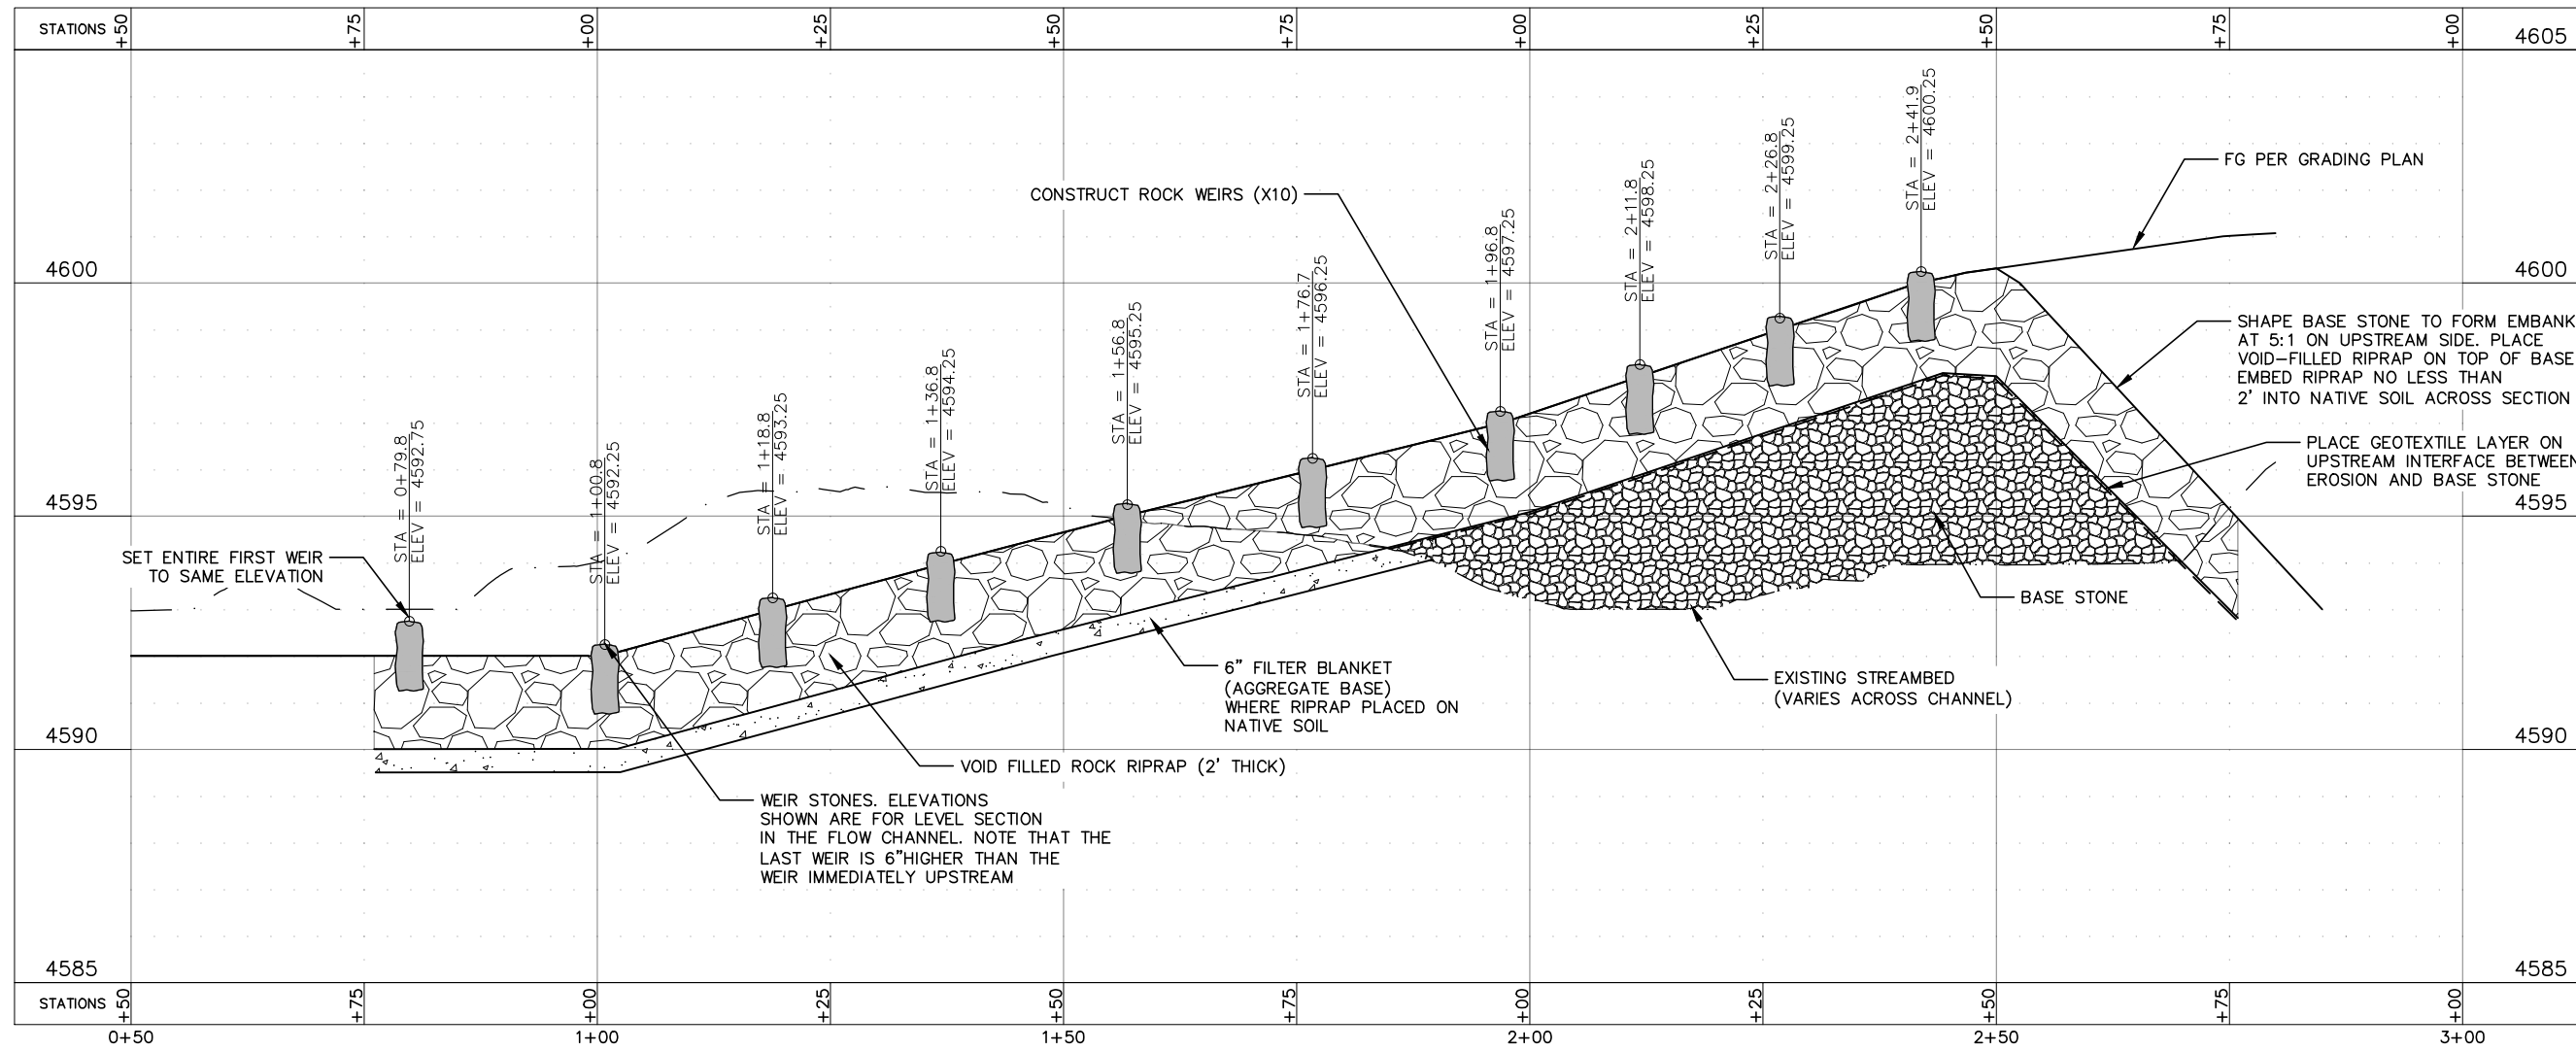 STATIONS
+50
+75
+00
+25
+50
+75
+00
+25
+50
+75
+00
4605
STA = 2+41.9
ELEV = 4600.25
STA = 2+26.8
ELEV = 4599.25
FG PER GRADING PLAN
STA = 2+11.8
ELEV = 4598.25
CONSTRUCT ROCK WEIRS (X10)
STA = 1+96.8
ELEV = 4597.25
STA = 1+76.7
ELEV = 4596.25
4600
4600
STA = 1+56.8
ELEV = 4595.25
STA = 1+36.8
ELEV = 4594.25
STA = 1+18.8
ELEV = 4593.25
STA = 1+00.8
ELEV = 4592.25
STA = 0+79.8
ELEV = 4592.75
SHAPE BASE STONE TO FORM EMBANK
AT 5:1 ON UPSTREAM SIDE. PLACE
VOID-FILLED RIPRAP ON TOP OF BASE
EMBED RIPRAP NO LESS THAN
2' INTO NATIVE SOIL ACROSS SECTION
PLACE GEOTEXTILE LAYER ON
UPSTREAM INTERFACE BETWEEN
EROSION AND BASE STONE
4595
4595
SET ENTIRE FIRST WEIR
TO SAME ELEVATION
BASE STONE
6" FILTER BLANKET
(AGGREGATE BASE)
WHERE RIPRAP PLACED ON
NATIVE SOIL
EXISTING STREAMBED
(VARIES ACROSS CHANNEL)
4590
4590
VOID FILLED ROCK RIPRAP (2' THICK)
WEIR STONES. ELEVATIONS
SHOWN ARE FOR LEVEL SECTION
IN THE FLOW CHANNEL. NOTE THAT THE
LAST WEIR IS 6"HIGHER THAN THE
WEIR IMMEDIATELY UPSTREAM
4585
4585
STATIONS
+50
+75
+00
+25
+50
+75
+00
+25
+50
+75
+00
0+50
1+00
1+50
2+00
2+50
3+00